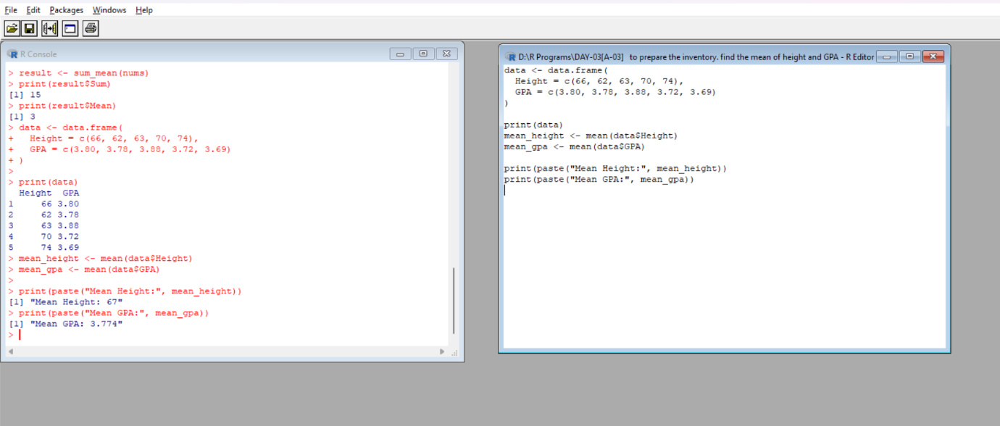 File Edit Packages Windows Help
R Console
> result <- sum_mean(nums)
> print(result$Sum)
[1] 15
> print(result$Mean)
[1] 3
> data <- data.frame(
+   Height = c(66, 62, 63, 70, 74),
+   GPA = c(3.80, 3.78, 3.88, 3.72, 3.69)
+ )
>
> print(data)
  Height  GPA
1     66 3.80
2     62 3.78
3     63 3.88
4     70 3.72
5     74 3.69
> mean_height <- mean(data$Height)
> mean_gpa <- mean(data$GPA)
>
> print(paste("Mean Height:", mean_height))
[1] "Mean Height: 67"
> print(paste("Mean GPA:", mean_gpa))
[1] "Mean GPA: 3.774"
>
D:\R Programs\DAY-03[A-03]   to prepare the inventory. find the mean of height and GPA - R Editor
data <- data.frame(
  Height = c(66, 62, 63, 70, 74),
  GPA = c(3.80, 3.78, 3.88, 3.72, 3.69)
)
print(data)
mean_height <- mean(data$Height)
mean_gpa <- mean(data$GPA)
print(paste("Mean Height:", mean_height))
print(paste("Mean GPA:", mean_gpa))